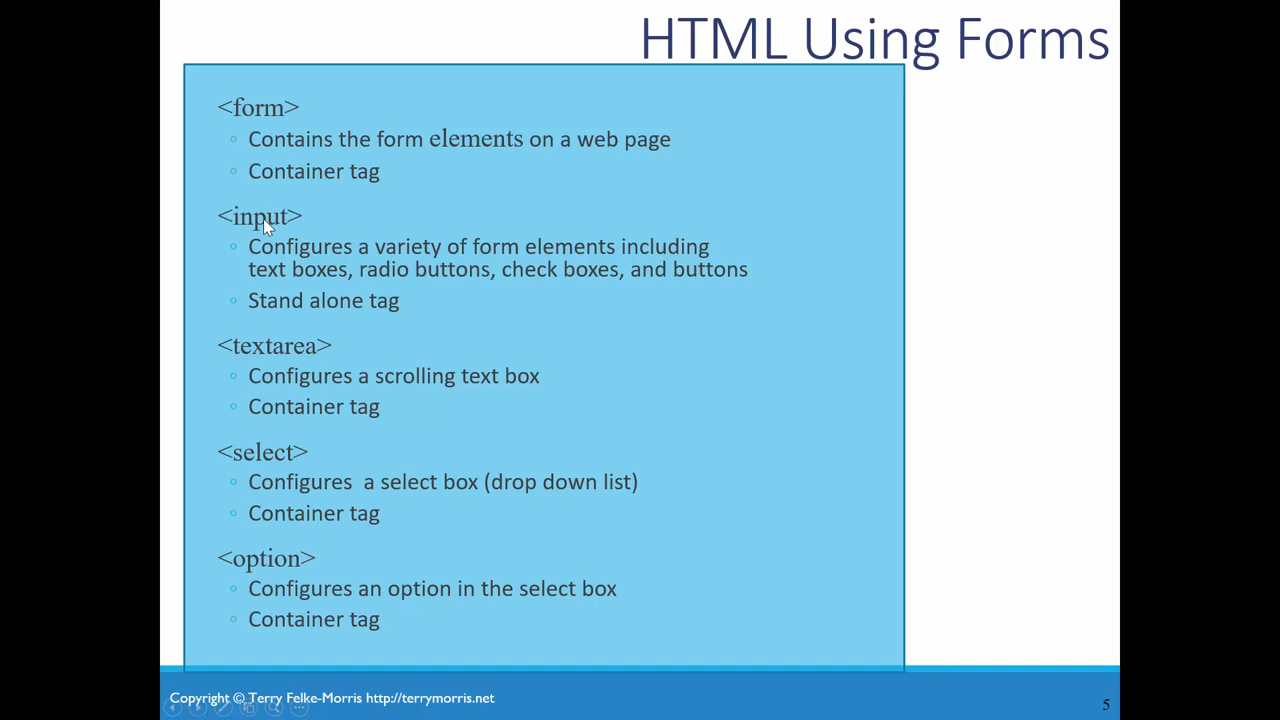 HTML Using Forms
<form>
◦ Contains the form elements on a web page
◦ Container tag
<input>
◦ Configures a variety of form elements including
text boxes, radio buttons, check boxes, and buttons
◦ Stand alone tag
<textarea>
◦ Configures a scrolling text box
◦ Container tag
<select>
◦ Configures  a select box (drop down list)
◦ Container tag
<option>
◦ Configures an option in the select box
◦ Container tag
Copyright © Terry Felke-Morris http://terrymorris.net
5